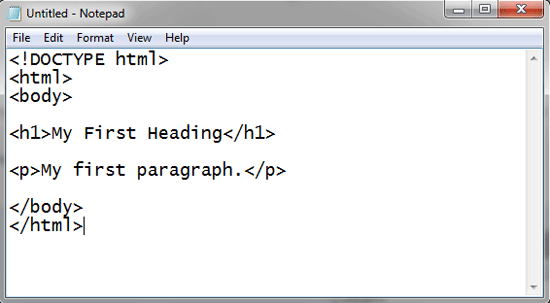 Untitled - Notepad
File Edit Format View Help
<!DOCTYPE html>
<html>
<body>
<h1>My First Heading</h1>
<p>My first paragraph.</p>
</body>
</html>